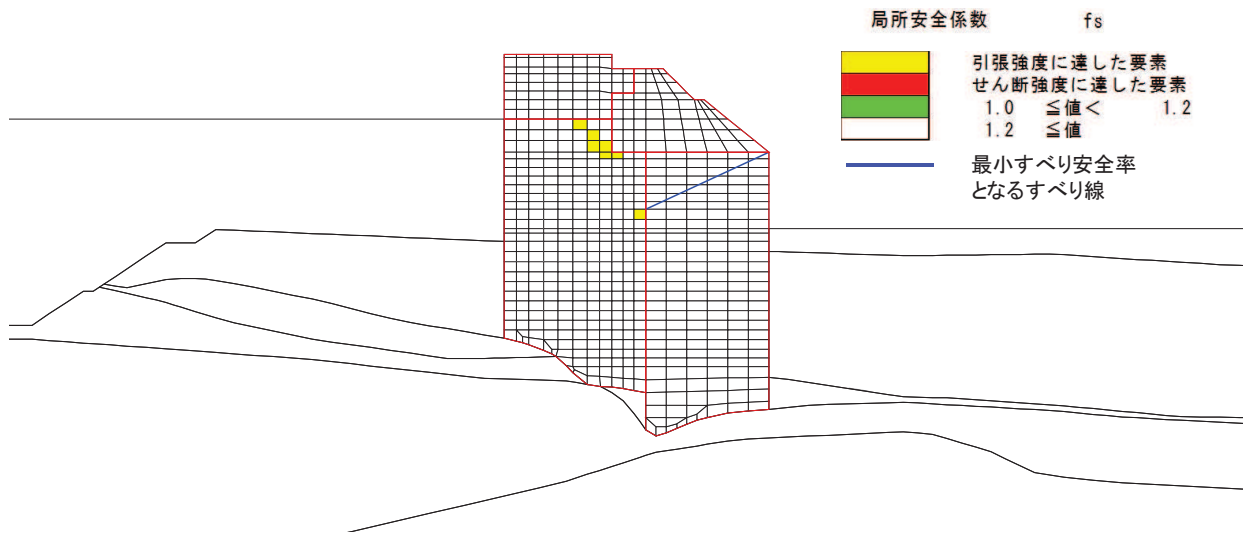 局所安全係数 fs
引張強度に達した要素
せん断強度に達した要素
1.0 ≦値< 1.2
1.2 ≦値
最小すべり安全率
となるすべり線